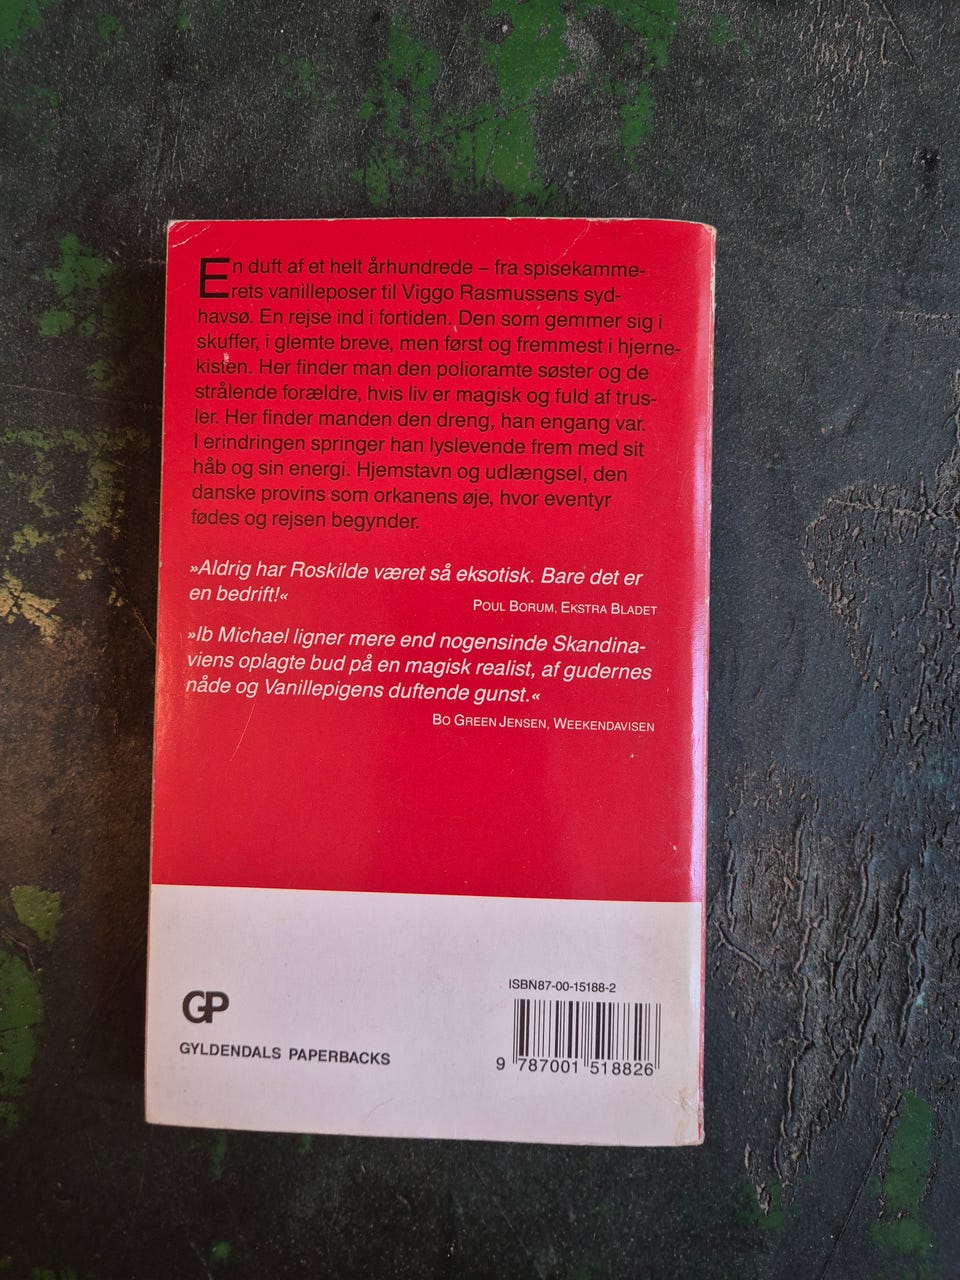 En duft af et helt århundrede – fra spisekamme-
rets vanilleposer til Viggo Rasmussens syd-
havsø. En rejse ind i fortiden. Den som gemmer sig i
skuffer, i glemte breve, men først og fremmest i hjerne-
kisten. Her finder man den polioramte søster og de
strålende forældre, hvis liv er magisk og fuld af trus-
ler. Her finder manden den dreng, han engang var.
I erindringen springer han lyslevende frem med sit
håb og sin energi. Hjemstavn og udlængsel, den
danske provins som orkanens øje, hvor eventyr
fødes og rejsen begynder.
»Aldrig har Roskilde været så eksotisk. Bare det er
en bedrift!«
POUL BORUM, EKSTRA BLADET
»Ib Michael ligner mere end nogensinde Skandina-
viens oplagte bud på en magisk realist, af gudernes
nåde og Vanillepigens duftende gunst.«
BO GREEN JENSEN, WEEKENDAVISEN
ISBN87-00-15188-2
GP
GYLDENDALS PAPERBACKS
9 787001 518826